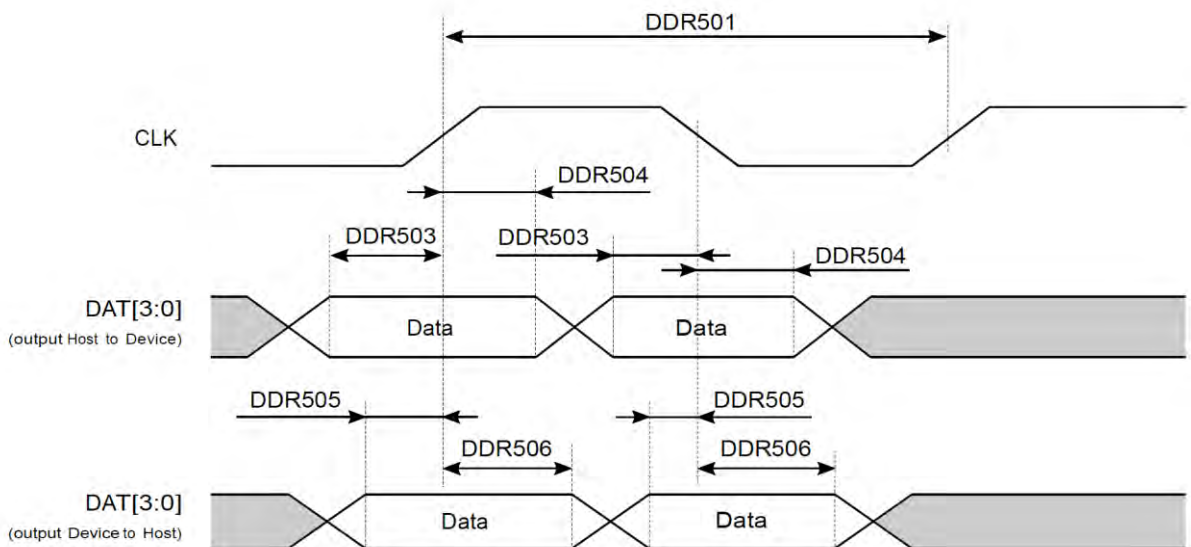 DDR501
CLK
DDR504
DDR503
DDR503
DDR504
DAT[3:0]
(output Host to Device)
Data
Data
DDR505
DDR505
DDR506
DDR506
DAT[3:0]
(output Device to Host)
Data
Data